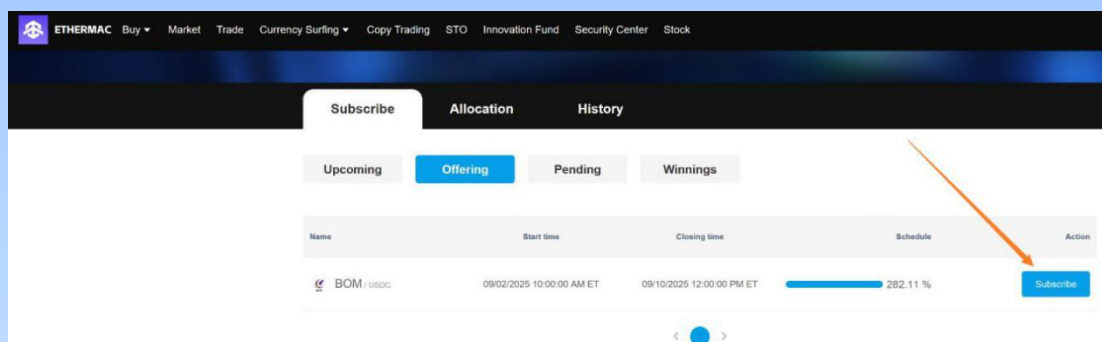 ETHERMAC Buy Market Trade Currency Surfing Copy Trading STO Innovation Fund Security Center Stock
Subscribe Allocation History
Upcoming Offering Pending Winnings
Name Start time Closing time Schedule Action
BOM / USDC 09/02/2025 10:00:00 AM ET 09/10/2025 12:00:00 PM ET 282.11 % Subscribe